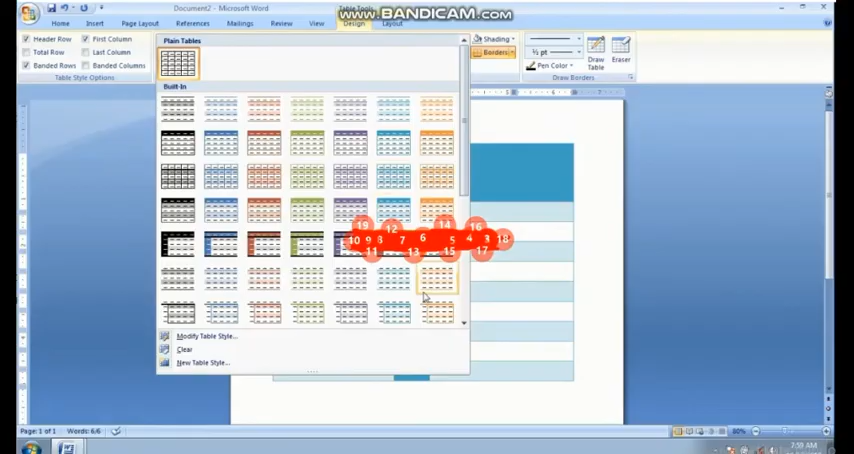 Document2 - Microsoft Word
Table Tools
www.BANDICAM.com
Home Insert Page Layout References Mailings Review View Design Layout
Header Row First Column
Total Row Last Column
Banded Rows Banded Columns
Table Style Options
Plain Tables
Shading
Borders
½ pt
Pen Color
Draw Table
Eraser
Draw Borders
Built-In
19 12 14 16
10 9 8 7 6 5 4 3 18
11 13 15 17
Modify Table Style...
Clear
New Table Style...
Page: 1 of 1 Words: 6/6
80%
7:59 AM